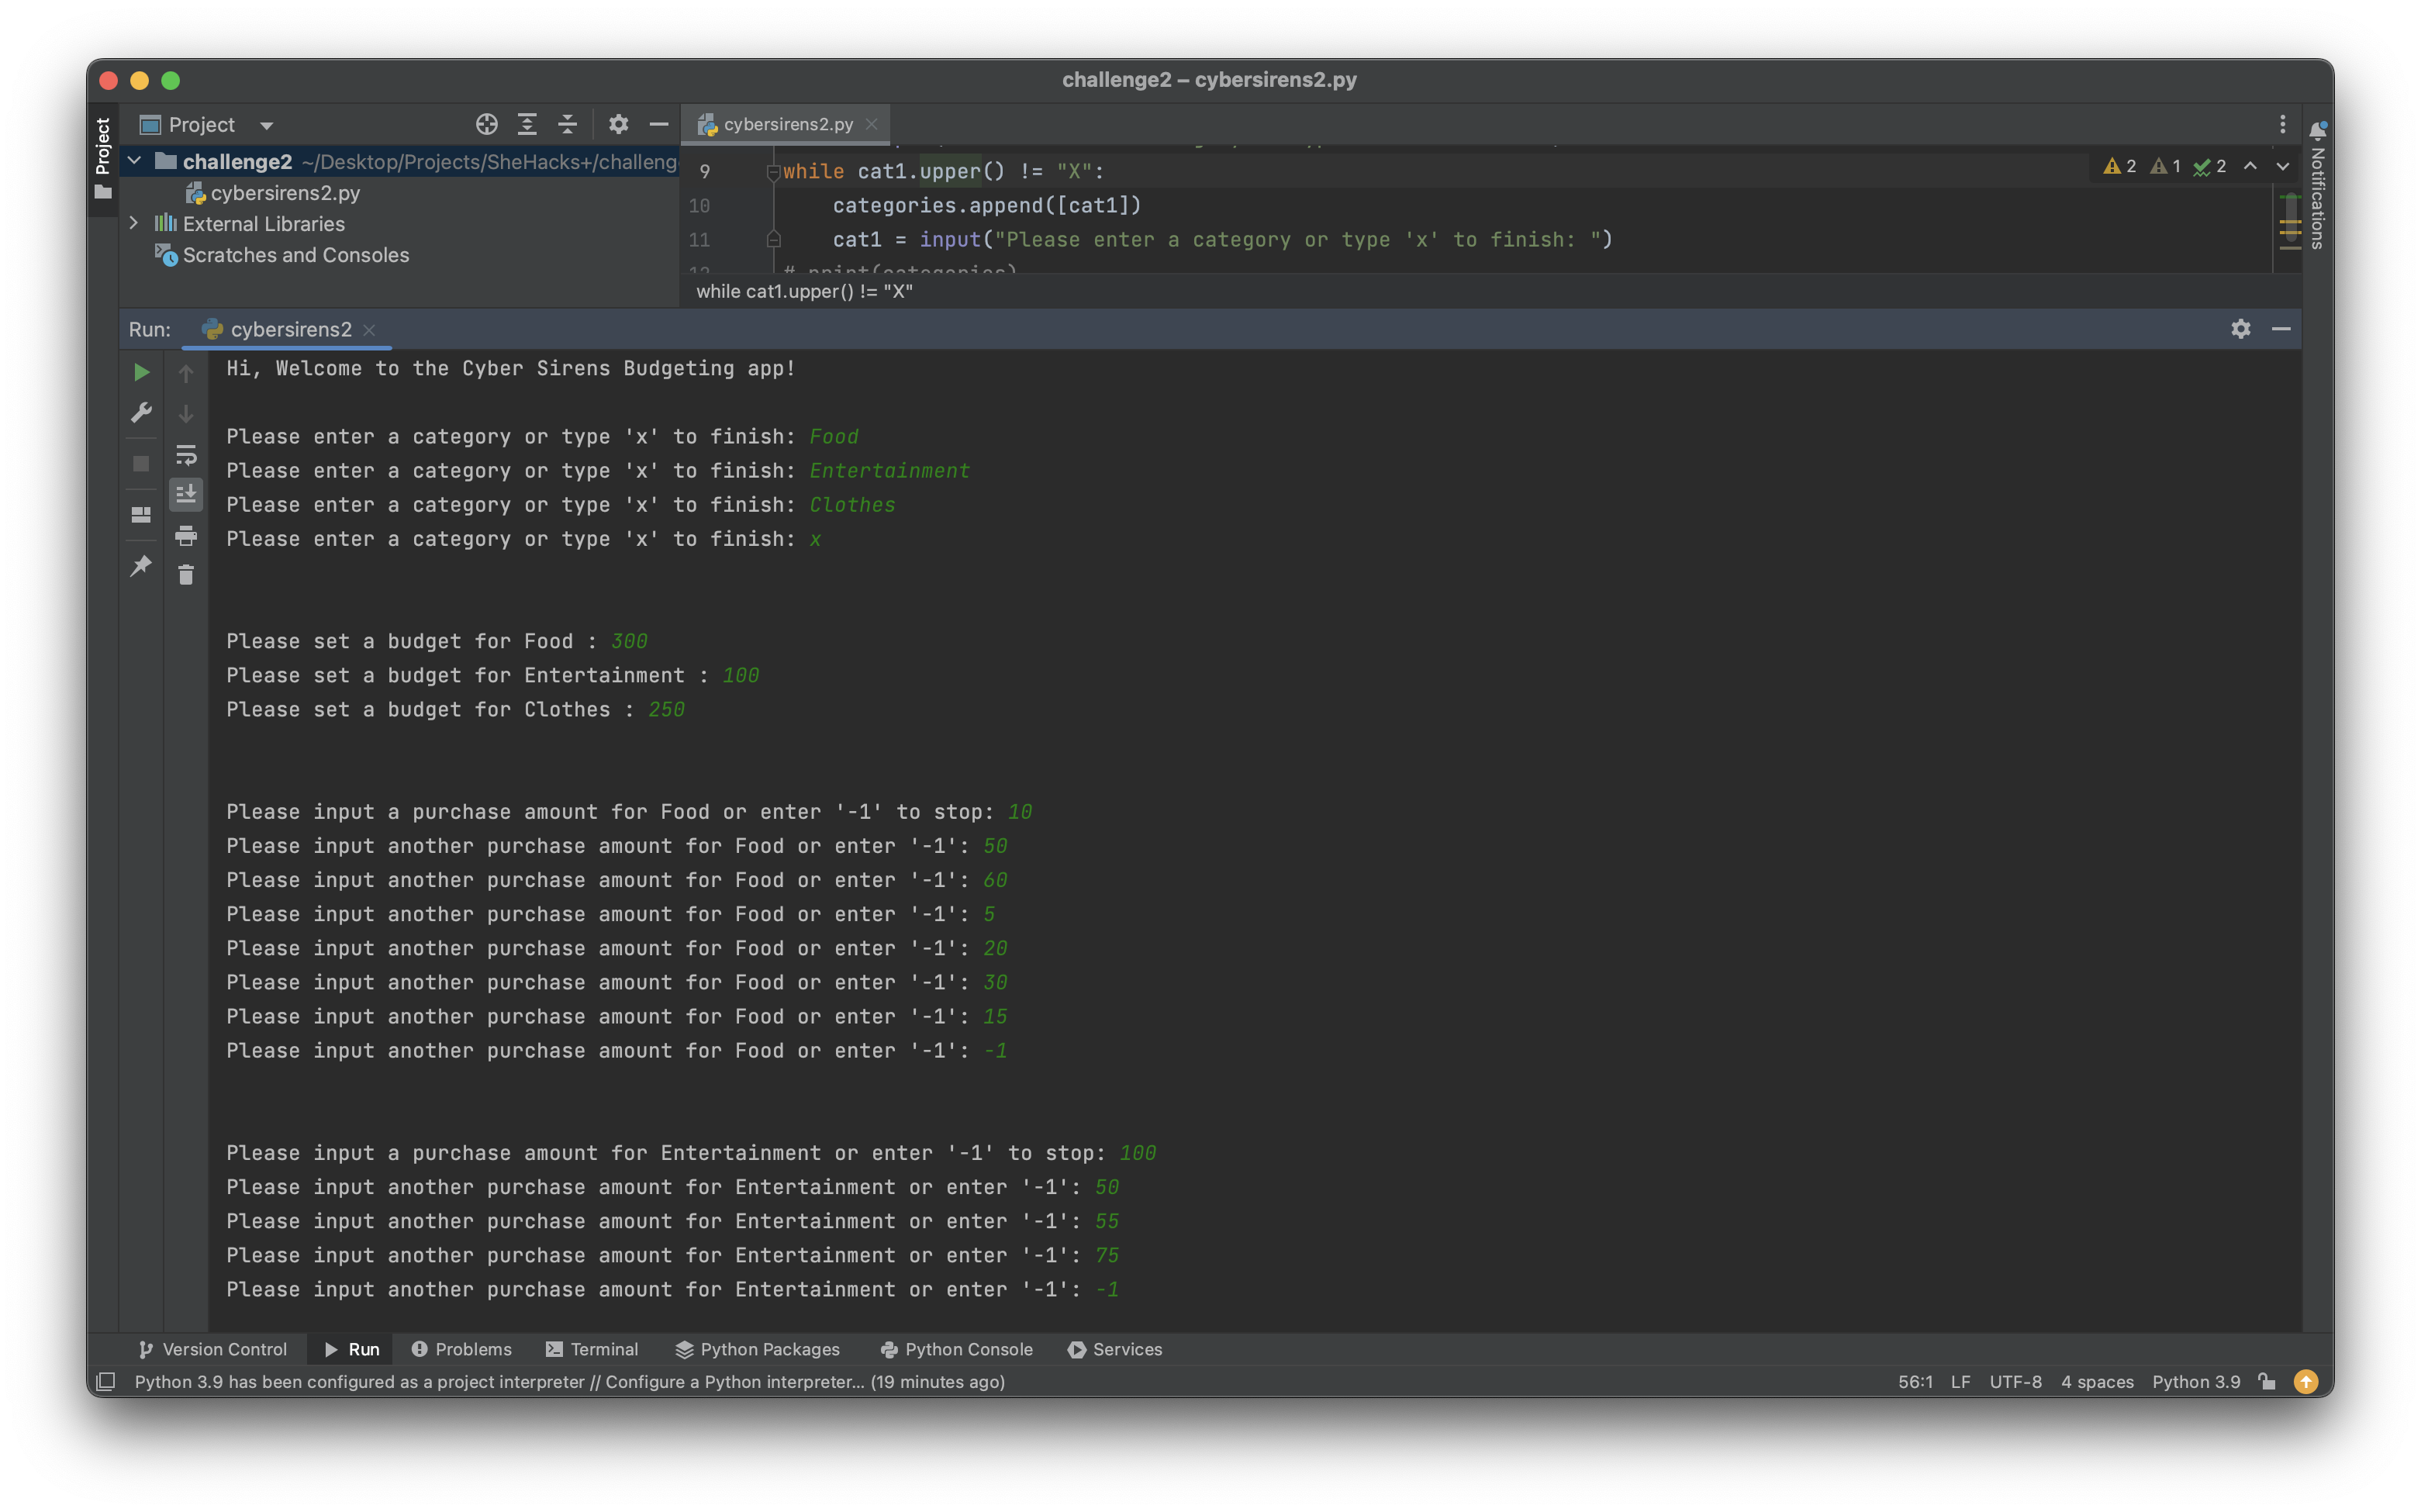 challenge2 – cybersirens2.py
Project
Project
cybersirens2.py
challenge2 ~/Desktop/Projects/SheHacks+/challeng
cybersirens2.py
External Libraries
Scratches and Consoles
9 while cat1.upper() != "X":
10 categories.append([cat1])
11 cat1 = input("Please enter a category or type 'x' to finish: ")
12 # print(categories)
2 1 2
while cat1.upper() != "X"
Notifications
Run: cybersirens2
Hi, Welcome to the Cyber Sirens Budgeting app!
Please enter a category or type 'x' to finish: Food
Please enter a category or type 'x' to finish: Entertainment
Please enter a category or type 'x' to finish: Clothes
Please enter a category or type 'x' to finish: x
Please set a budget for Food : 300
Please set a budget for Entertainment : 100
Please set a budget for Clothes : 250
Please input a purchase amount for Food or enter '-1' to stop: 10
Please input another purchase amount for Food or enter '-1': 50
Please input another purchase amount for Food or enter '-1': 60
Please input another purchase amount for Food or enter '-1': 5
Please input another purchase amount for Food or enter '-1': 20
Please input another purchase amount for Food or enter '-1': 30
Please input another purchase amount for Food or enter '-1': 15
Please input another purchase amount for Food or enter '-1': -1
Please input a purchase amount for Entertainment or enter '-1' to stop: 100
Please input another purchase amount for Entertainment or enter '-1': 50
Please input another purchase amount for Entertainment or enter '-1': 55
Please input another purchase amount for Entertainment or enter '-1': 75
Please input another purchase amount for Entertainment or enter '-1': -1
Version Control Run Problems Terminal Python Packages Python Console Services
Python 3.9 has been configured as a project interpreter // Configure a Python interpreter... (19 minutes ago) 56:1 LF UTF-8 4 spaces Python 3.9